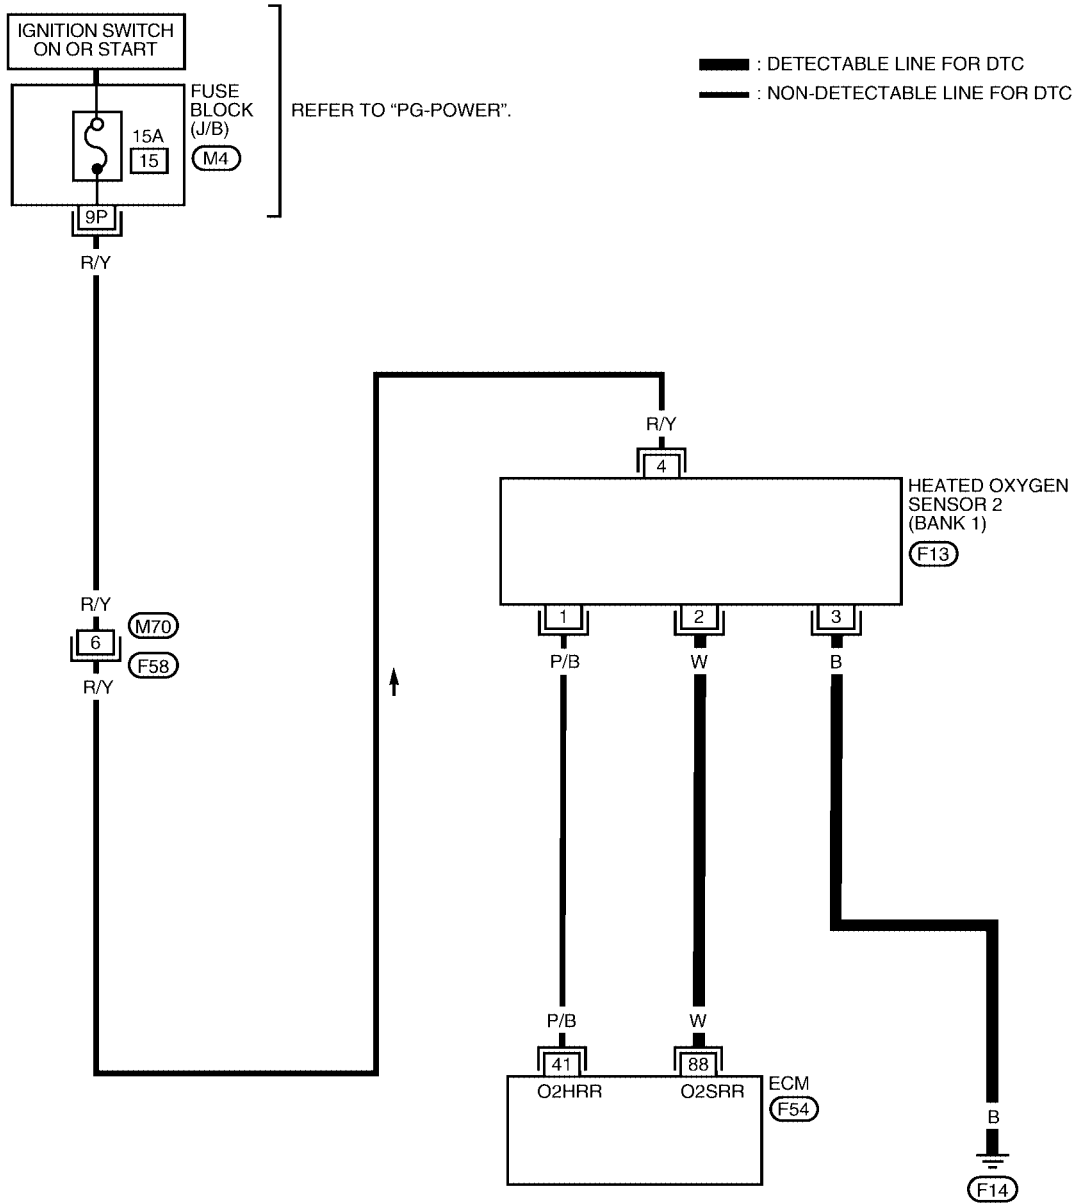 IGNITION SWITCH
ON OR START
FUSE
BLOCK
(J/B)
M4
15A
15
9P
REFER TO “PG-POWER”.
: DETECTABLE LINE FOR DTC
: NON-DETECTABLE LINE FOR DTC
R/Y
R/Y
4
HEATED OXYGEN
SENSOR 2
(BANK 1)
F13
R/Y
6
M70
F58
R/Y
1
2
3
P/B
W
B
P/B
W
41
88
O2HRR
O2SRR
ECM
F54
B
F14